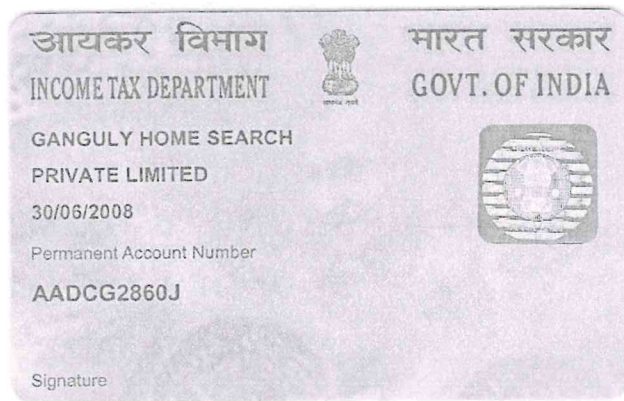 आयकर विभाग
INCOME TAX DEPARTMENT
भारत सरकार
GOVT. OF INDIA
GANGULY HOME SEARCH
PRIVATE LIMITED
30/06/2008
Permanent Account Number
AADCG2860J
Signature